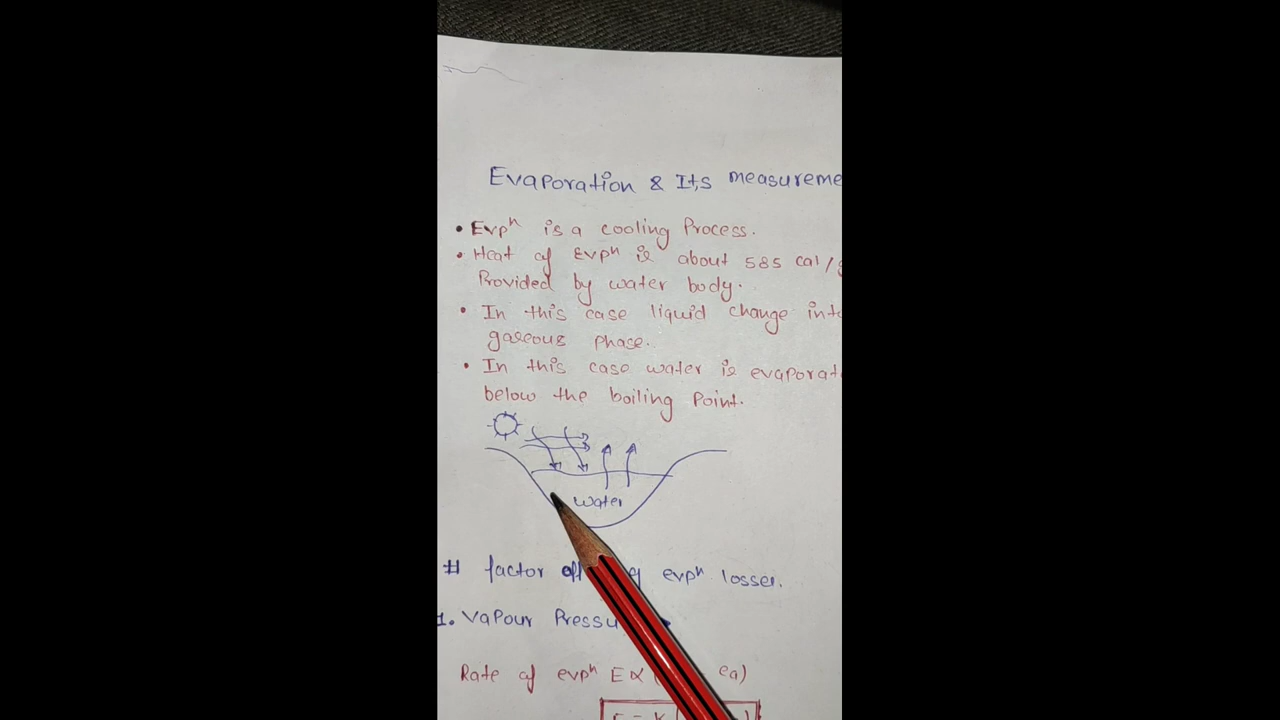 Evaporation & Its measureme
• Evpn is a cooling Process.
• Heat of Evpn is about 585 cal/g
Provided by water body.
• In this case liquid change into
gaseous phase.
• In this case water is evaporat
below the boiling Point.
water
# factor evpn losses.
1. Vapour Pressu
Rate of evpn E∝( ea)
E = K